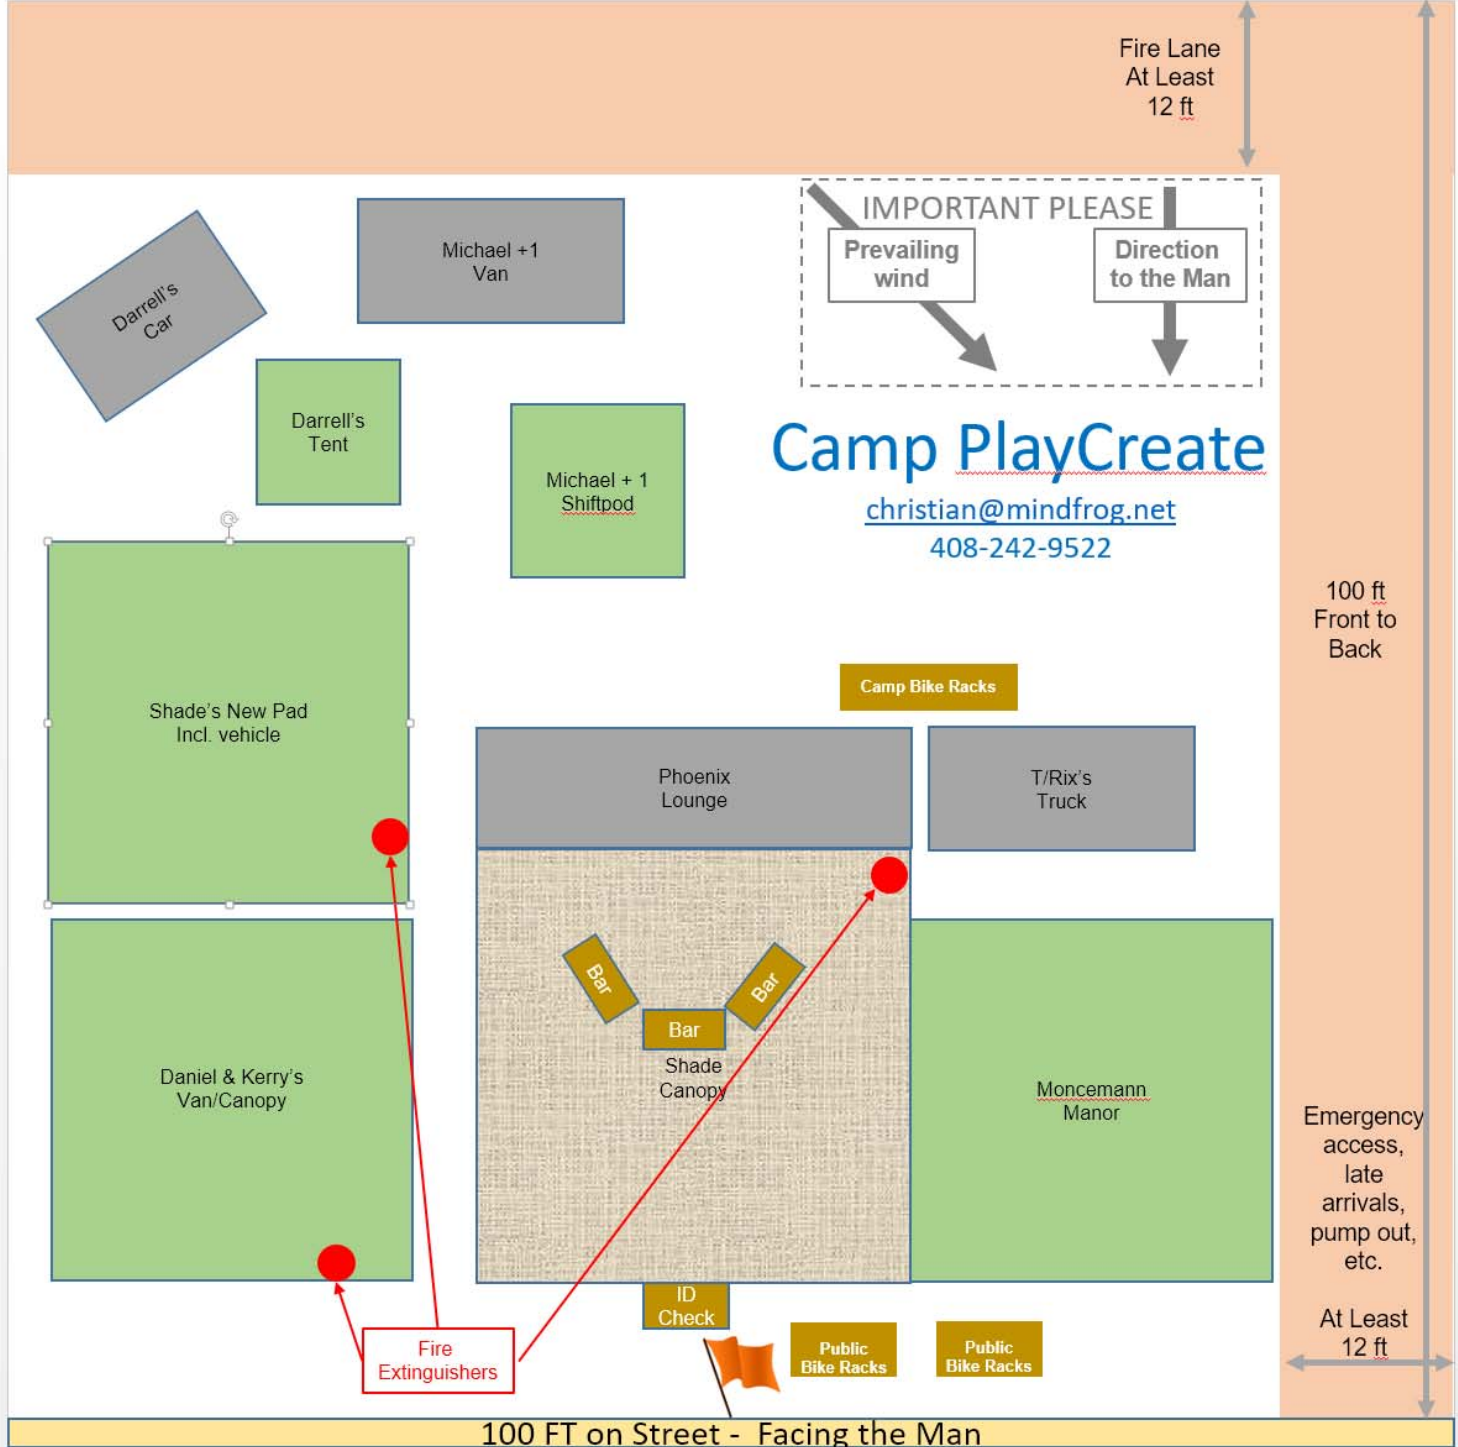 Fire Lane
At Least
12 ft
IMPORTANT PLEASE
Prevailing
wind
Direction
to the Man
Michael +1
Van
Darrell's
Car
Darrell's
Tent
Michael + 1
Shiftpod
Camp PlayCreate
christian@mindfrog.net
408-242-9522
100 ft
Front to
Back
Camp Bike Racks
Shade's New Pad
Incl. vehicle
Phoenix
Lounge
T/Rix's
Truck
Bar
Bar
Bar
Shade
Canopy
Daniel & Kerry's
Van/Canopy
Moncemann
Manor
Emergency
access,
late
arrivals,
pump out,
etc.
At Least
12 ft
ID
Check
Fire
Extinguishers
Public
Bike Racks
Public
Bike Racks
100 FT on Street - Facing the Man